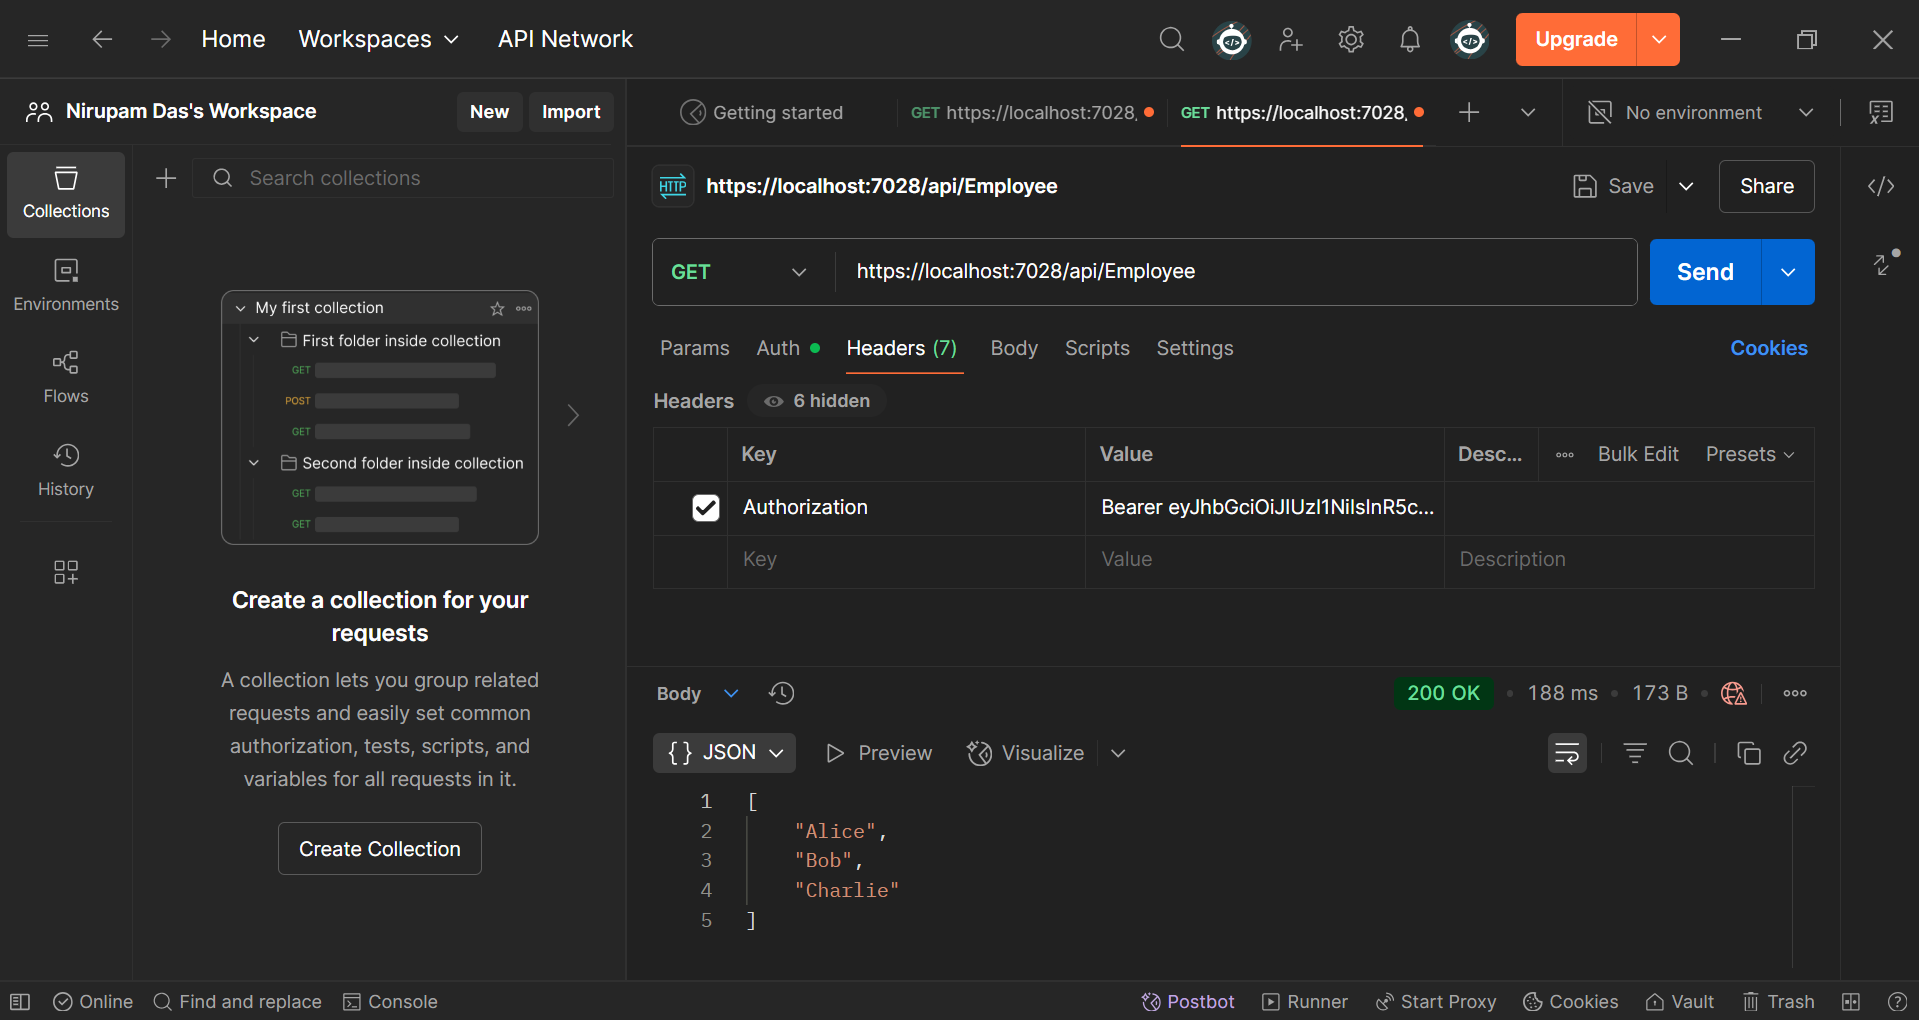 Home Workspaces API Network Upgrade
Nirupam Das's Workspace New Import
Getting started GET https://localhost:7028, GET https://localhost:7028, No environment
Collections
Environments
Flows
History
Search collections
My first collection
First folder inside collection
GET
POST
GET
Second folder inside collection
GET
GET
Create a collection for your
requests
A collection lets you group related
requests and easily set common
authorization, tests, scripts, and
variables for all requests in it.
Create Collection
HTTP https://localhost:7028/api/Employee Save Share
GET https://localhost:7028/api/Employee Send
Params Auth Headers (7) Body Scripts Settings Cookies
Headers 6 hidden
Key Value Desc... Bulk Edit Presets
Authorization Bearer eyJhbGciOiJIUzI1NiIsInR5c...
Key Value Description
Body 200 OK 188 ms 173 B
{} JSON Preview Visualize
1 [
2 "Alice",
3 "Bob",
4 "Charlie"
5 ]
Online Find and replace Console Postbot Runner Start Proxy Cookies Vault Trash